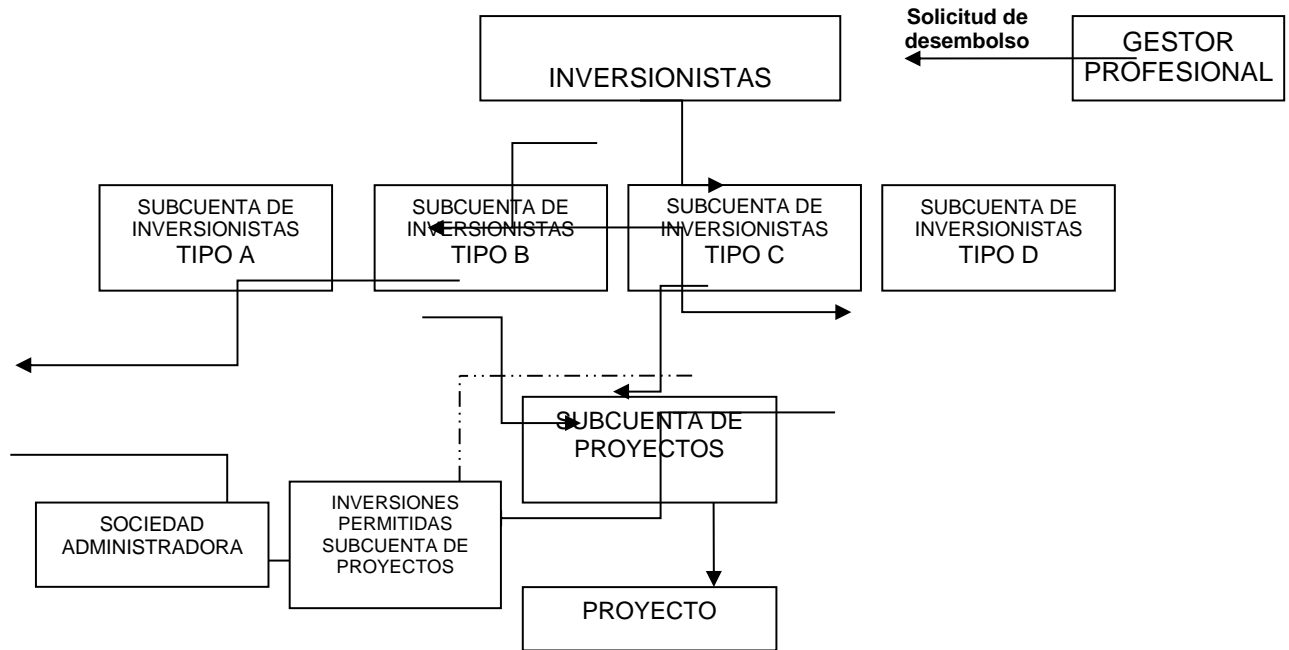 Solicitud de
desembolso
GESTOR
PROFESIONAL
INVERSIONISTAS
SUBCUENTA DE
INVERSIONISTAS
TIPO A
SUBCUENTA DE
INVERSIONISTAS
TIPO B
SUBCUENTA DE
INVERSIONISTAS
TIPO C
SUBCUENTA DE
INVERSIONISTAS
TIPO D
SUBCUENTA DE
PROYECTOS
SOCIEDAD
ADMINISTRADORA
INVERSIONES
PERMITIDAS
SUBCUENTA DE
PROYECTOS
PROYECTO